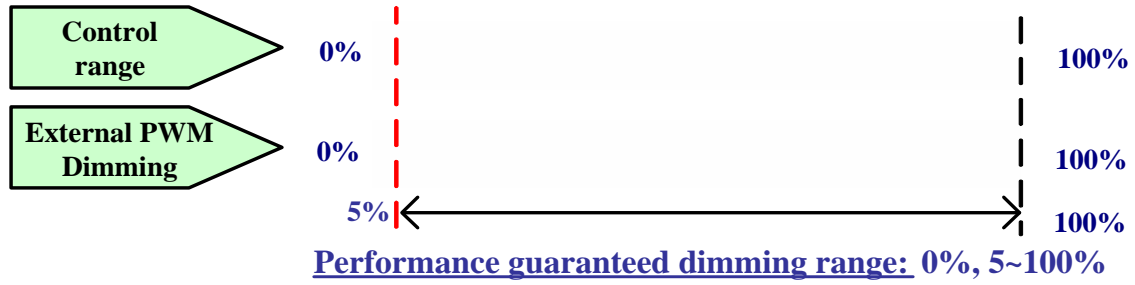 Control
range
0%
100%
External PWM
Dimming
0%
100%
5%
100%
Performance guaranteed dimming range: 0%, 5~100%